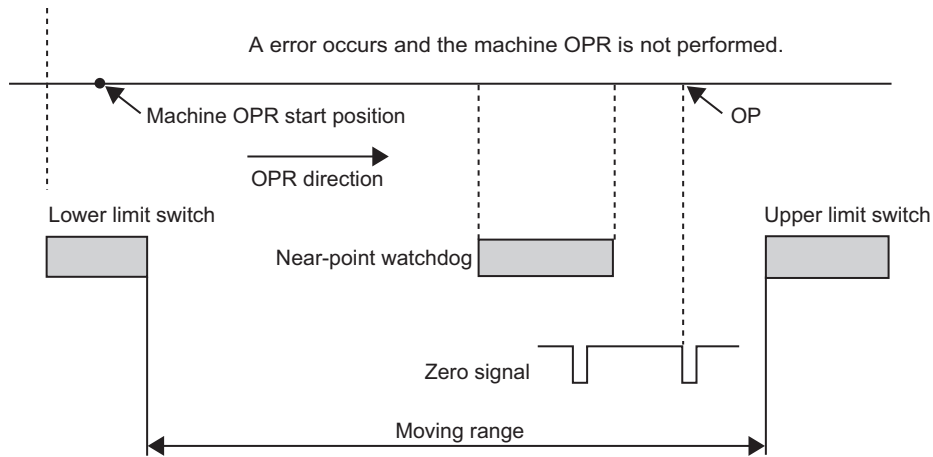 A error occurs and the machine OPR is not performed.
Machine OPR start position
OP
OPR direction
Lower limit switch
Upper limit switch
Near-point watchdog
Zero signal
Moving range